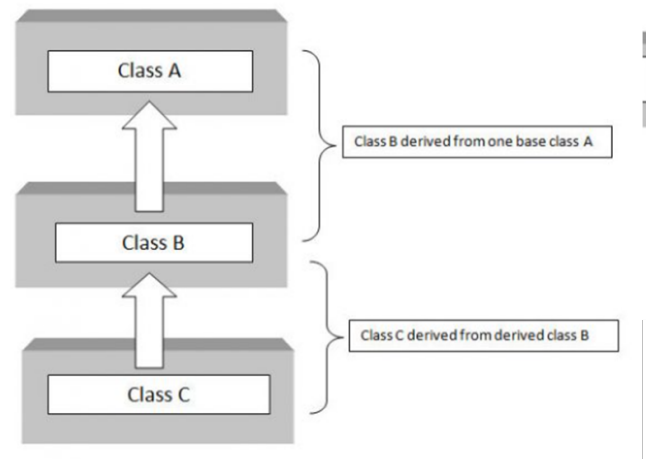 Class A
Class B derived from one base class A
Class B
Class C derived from derived class B
Class C